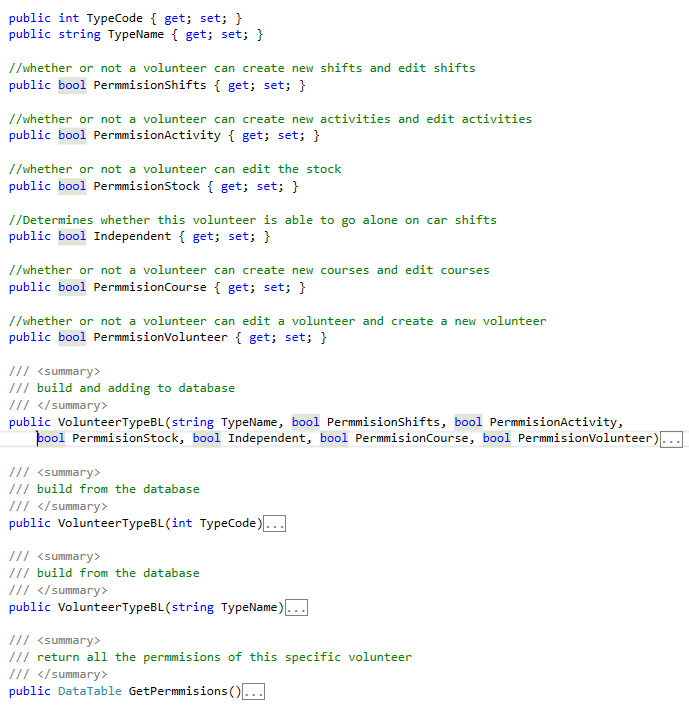 public int TypeCode { get; set; }
public string TypeName { get; set; }
//whether or not a volunteer can create new shifts and edit shifts
public bool PermmisionShifts { get; set; }
//whether or not a volunteer can create new activities and edit activities
public bool PermmisionActivity { get; set; }
//whether or not a volunteer can edit the stock
public bool PermmisionStock { get; set; }
//Determines whether this volunteer is able to go alone on car shifts
public bool Independent { get; set; }
//whether or not a volunteer can create new courses and edit courses
public bool PermmisionCourse { get; set; }
//whether or not a volunteer can edit a volunteer and create a new volunteer
public bool PermmisionVolunteer { get; set; }
/// <summary>
/// build and adding to database
/// </summary>
public VolunteerTypeBL(string TypeName, bool PermmisionShifts, bool PermmisionActivity,
bool PermmisionStock, bool Independent, bool PermmisionCourse, bool PermmisionVolunteer)...
/// <summary>
/// build from the database
/// </summary>
public VolunteerTypeBL(int TypeCode)...
/// <summary>
/// build from the database
/// </summary>
public VolunteerTypeBL(string TypeName)...
/// <summary>
/// return all the permmisions of this specific volunteer
/// </summary>
public DataTable GetPermmisions()...